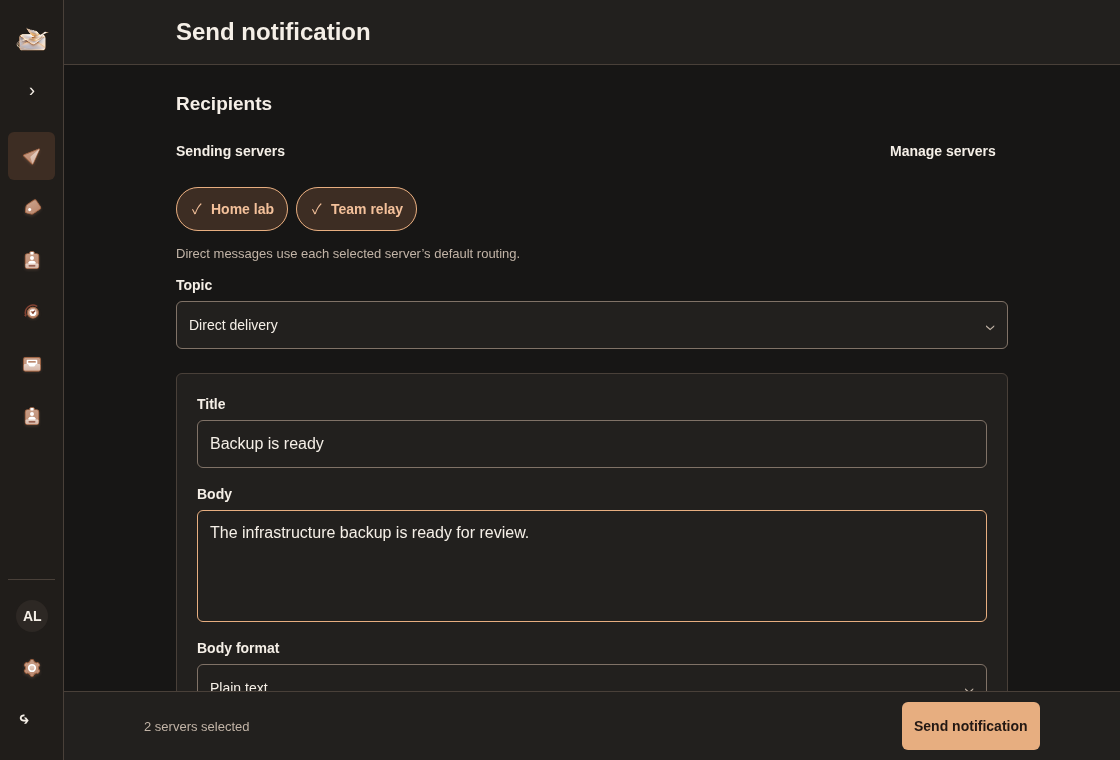 Send notification
Recipients
Sending servers
Manage servers
✓ Home lab
✓ Team relay
Direct messages use each selected server’s default routing.
Topic
Direct delivery
Title
Backup is ready
Body
The infrastructure backup is ready for review.
Body format
Plain text
AL
2 servers selected
Send notification